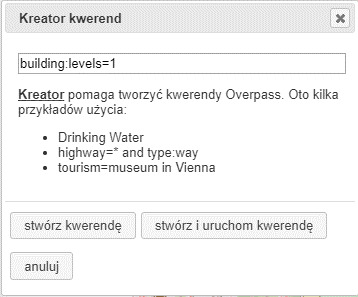 Kreator kwerend
building:levels=1
Kreator pomaga tworzyć kwerendy Overpass. Oto kilka
przykładów użycia:
Drinking Water
highway=* and type:way
tourism=museum in Vienna
stwórz kwerendę
stwórz i uruchom kwerendę
anuluj